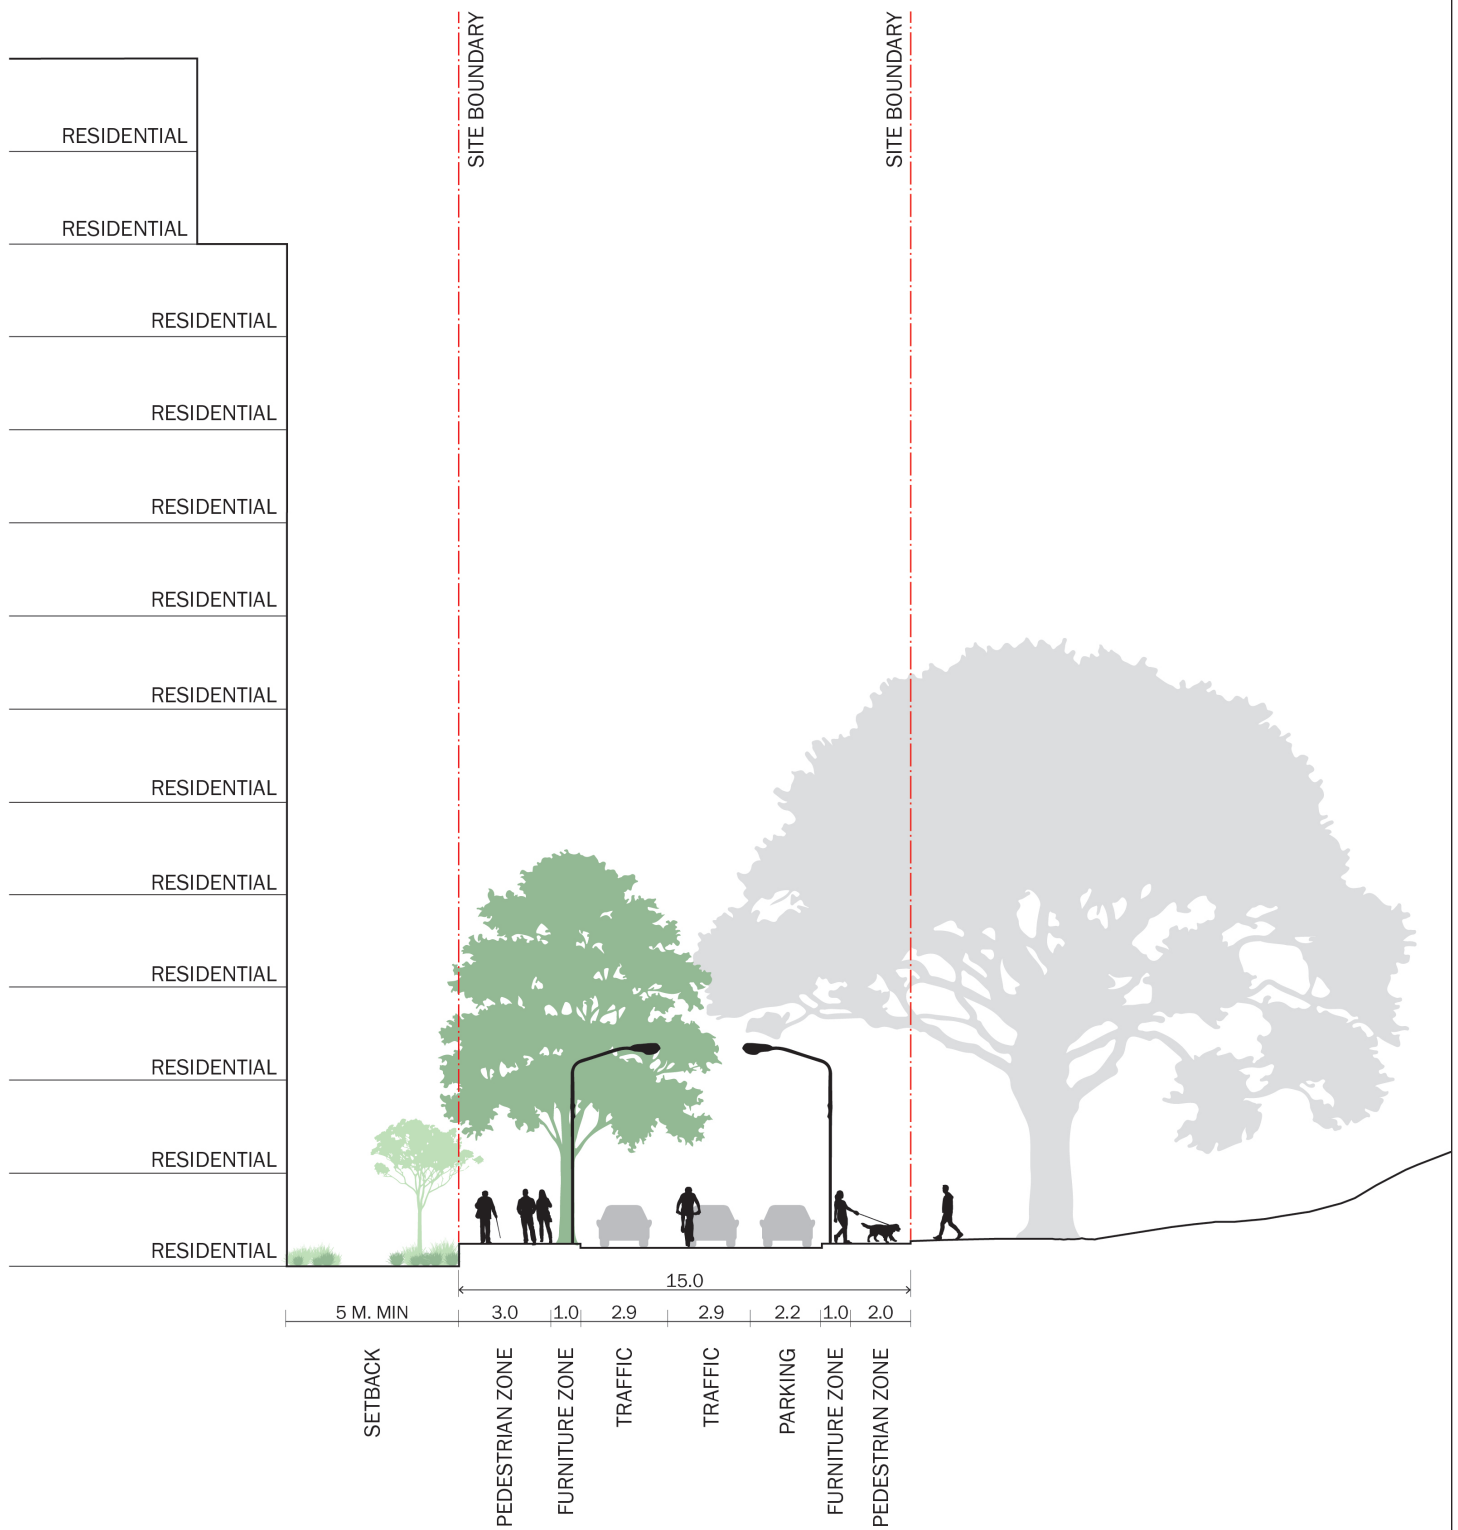 SITE BOUNDARY
SITE BOUNDARY
RESIDENTIAL
RESIDENTIAL
RESIDENTIAL
RESIDENTIAL
RESIDENTIAL
RESIDENTIAL
RESIDENTIAL
RESIDENTIAL
RESIDENTIAL
RESIDENTIAL
RESIDENTIAL
RESIDENTIAL
RESIDENTIAL
15.0
5 M. MIN
3.0
1.0
2.9
2.9
2.2
1.0
2.0
SETBACK
PEDESTRIAN ZONE
FURNITURE ZONE
TRAFFIC
TRAFFIC
PARKING
FURNITURE ZONE
PEDESTRIAN ZONE